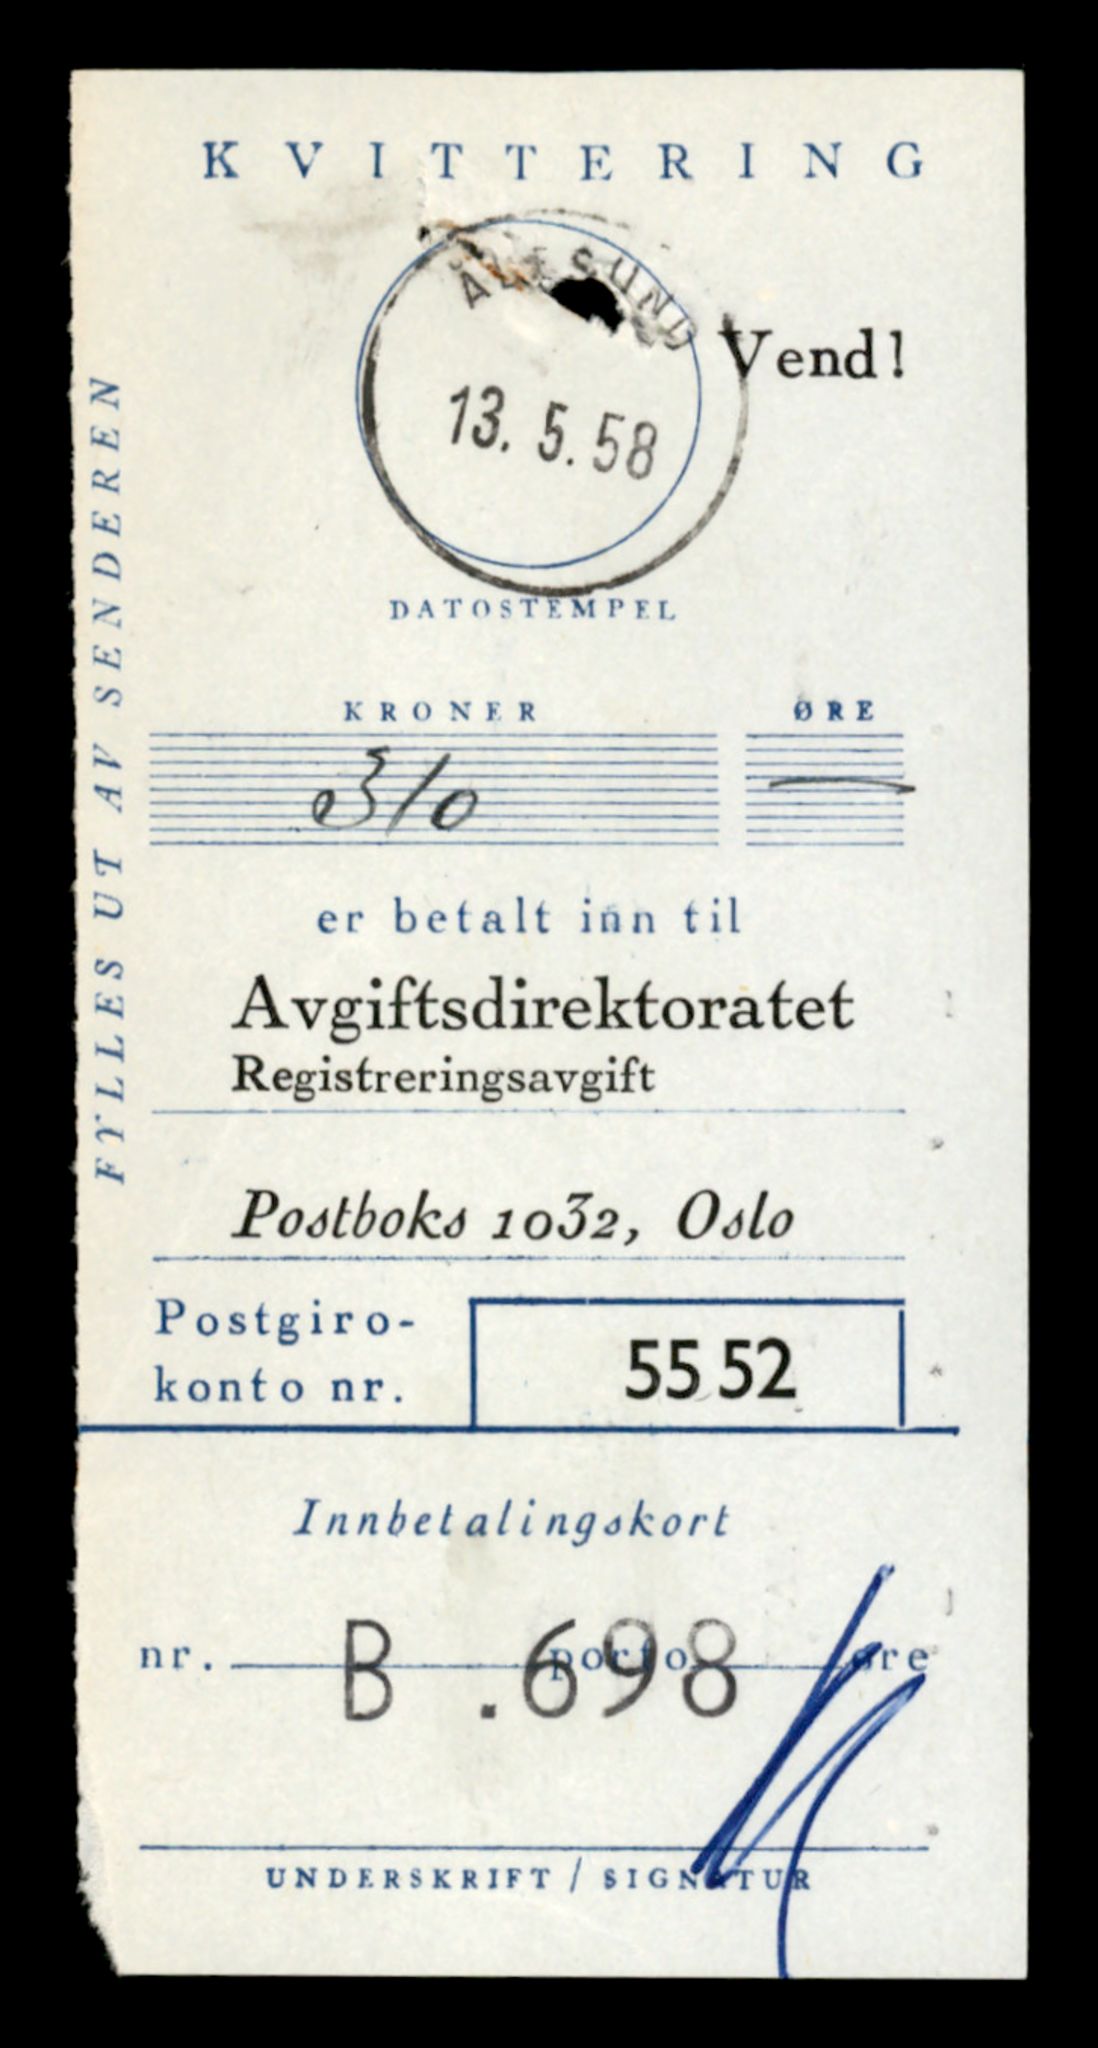 KVITTERING
ÅLESUND
Vend!
13. 5. 58
DATOSTEMPEL
FYLLES UT AV SENDEREN
KRONER ØRE
310 —
er betalt inn til
Avgiftsdirektoratet
Registreringsavgift
Postboks 1032, Oslo
Postgiro-
konto nr.
55 52
Innbetalingskort
nr. porto øre
B .698
UNDERSKRIFT / SIGNATUR